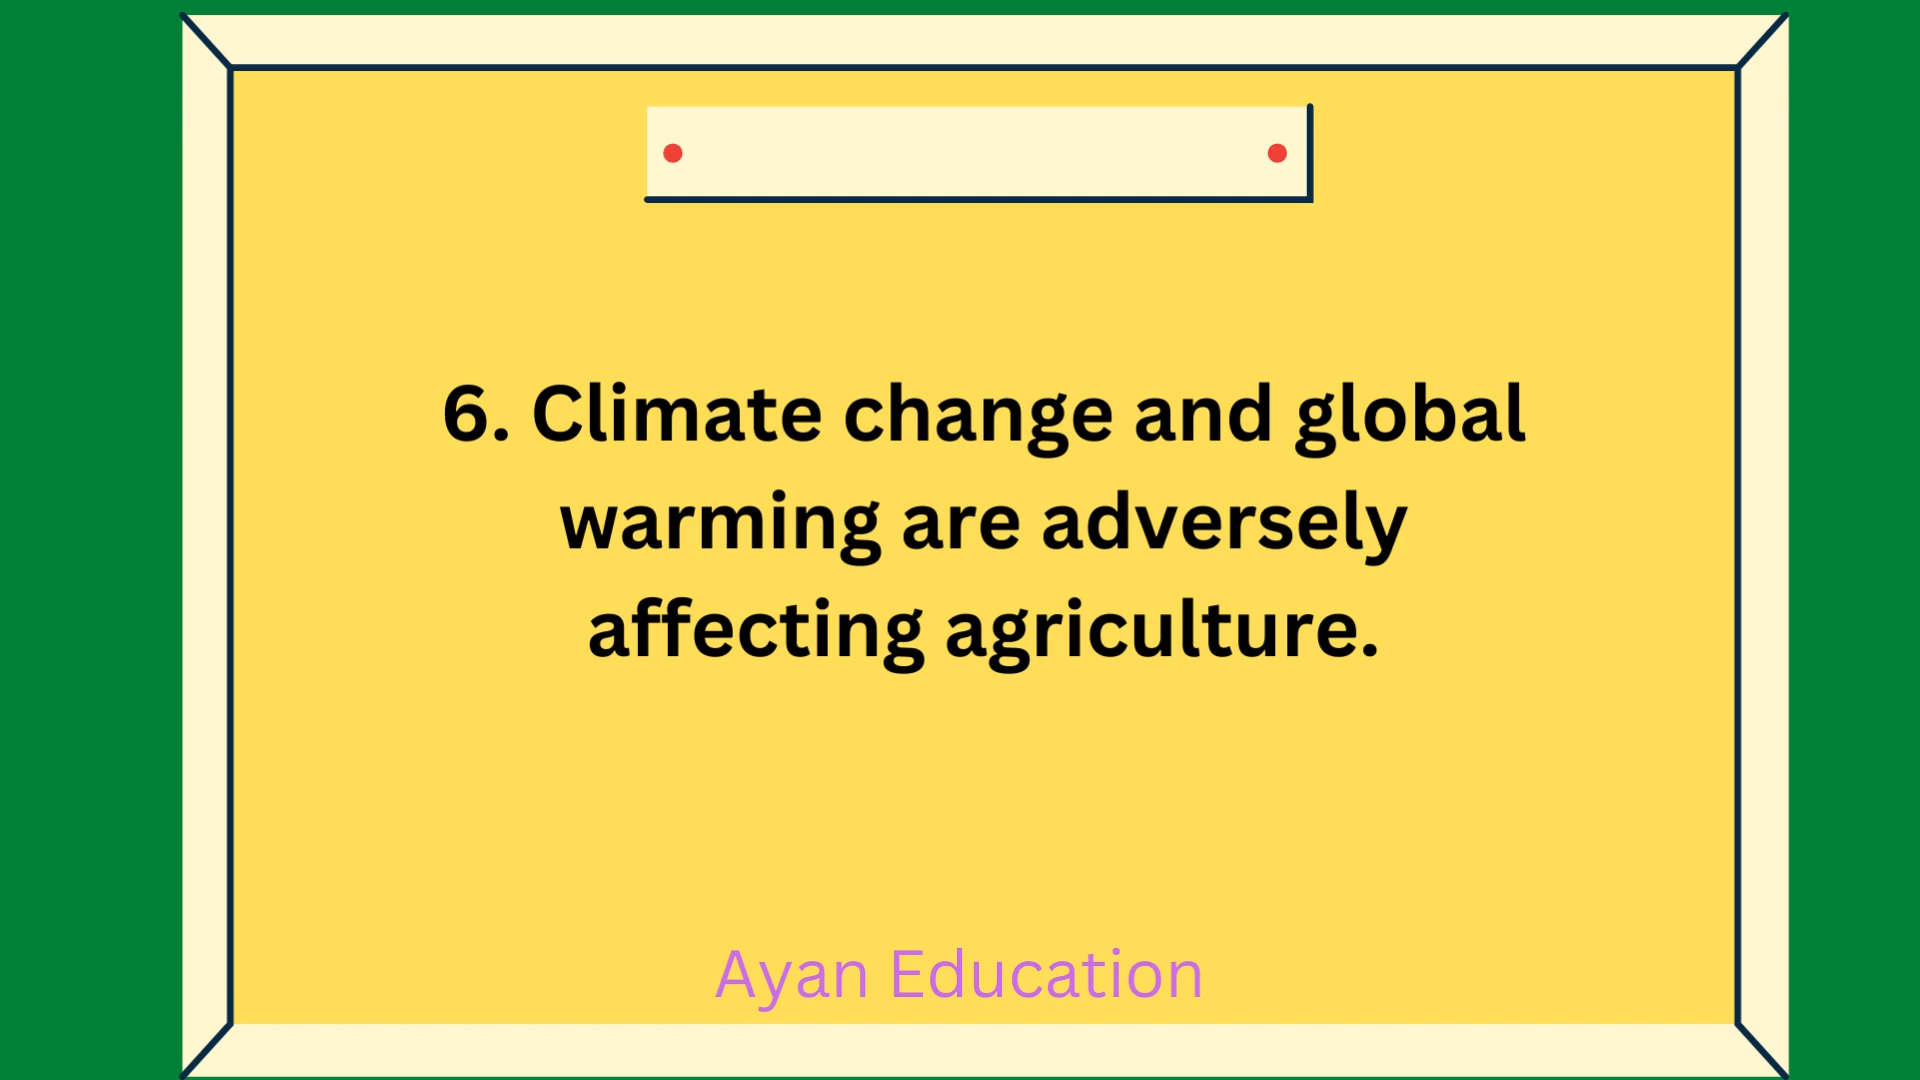 6. Climate change and global
warming are adversely
affecting agriculture.
Ayan Education